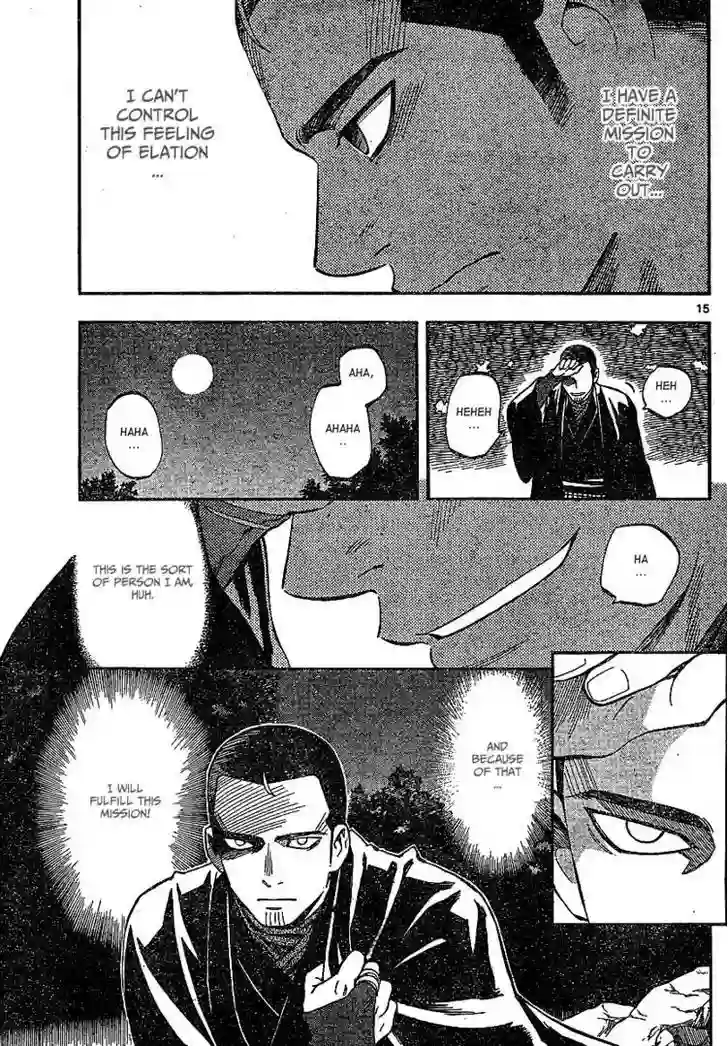 I HAVE A
DEFINITE
MISSION
TO
CARRY
OUT...
I CAN'T
CONTROL
THIS FEELING
OF ELATION
...
15
HEH
...
HEHEH
...
AHA,
AHAHA
..
HAHA
...
HA
...
THIS IS THE SORT
OF PERSON I AM,
HUH.
AND
BECAUSE
OF THAT
...
I WILL
FULFILL THIS
MISSION!